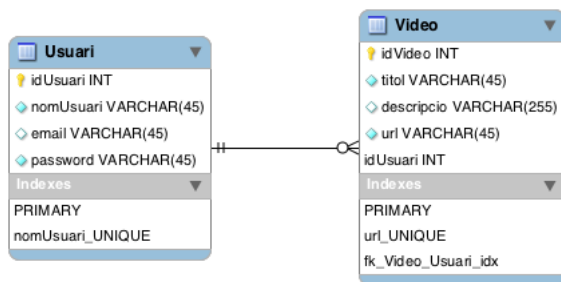 Usuari
idUsuari INT
nomUsuari VARCHAR(45)
email VARCHAR(45)
password VARCHAR(45)
Indexes
PRIMARY
nomUsuari_UNIQUE
Video
idVideo INT
titol VARCHAR(45)
descripcio VARCHAR(255)
url VARCHAR(45)
idUsuari INT
Indexes
PRIMARY
url_UNIQUE
fk_Video_Usuari_idx